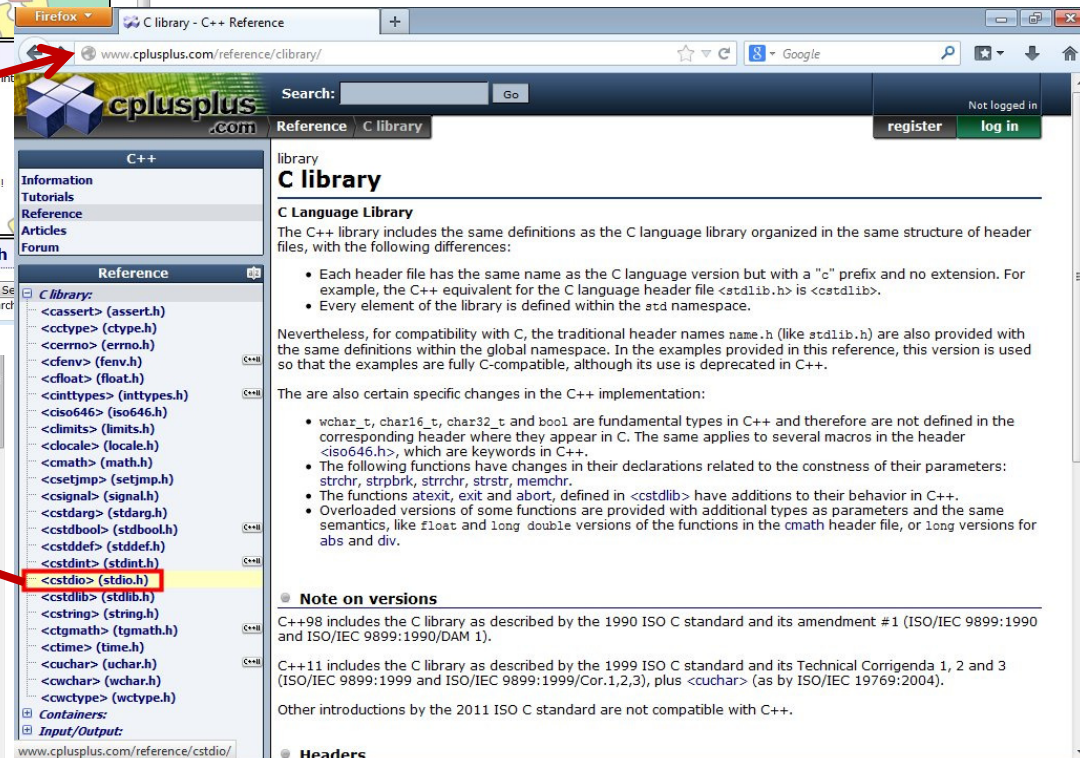 Firefox
C library - C++ Reference
www.cplusplus.com/reference/clibrary/
Google
cplusplus
.com
Search:
Go
Not logged in
Reference
C library
register
log in
C++
Information
Tutorials
Reference
Articles
Forum
Reference
C library:
<cassert> (assert.h)
<cctype> (ctype.h)
<cerrno> (errno.h)
<cfenv> (fenv.h)
C++11
<cfloat> (float.h)
<cinttypes> (inttypes.h)
C++11
<ciso646> (iso646.h)
<climits> (limits.h)
<clocale> (locale.h)
<cmath> (math.h)
<csetjmp> (setjmp.h)
<csignal> (signal.h)
<cstdarg> (stdarg.h)
<cstdbool> (stdbool.h)
C++11
<cstddef> (stddef.h)
<cstdint> (stdint.h)
C++11
<cstdio> (stdio.h)
<cstdlib> (stdlib.h)
<cstring> (string.h)
<ctgmath> (tgmath.h)
C++11
<ctime> (time.h)
<cuchar> (uchar.h)
C++11
<cwchar> (wchar.h)
<cwctype> (wctype.h)
Containers:
Input/Output:
www.cplusplus.com/reference/cstdio/
library
C library
C Language Library
The C++ library includes the same definitions as the C language library organized in the same structure of header
files, with the following differences:
• Each header file has the same name as the C language version but with a "c" prefix and no extension. For
example, the C++ equivalent for the C language header file <stdlib.h> is <cstdlib>.
• Every element of the library is defined within the std namespace.
Nevertheless, for compatibility with C, the traditional header names name.h (like stdlib.h) are also provided with
the same definitions within the global namespace. In the examples provided in this reference, this version is used
so that the examples are fully C-compatible, although its use is deprecated in C++.
The are also certain specific changes in the C++ implementation:
• wchar_t, char16_t, char32_t and bool are fundamental types in C++ and therefore are not defined in the
corresponding header where they appear in C. The same applies to several macros in the header
<iso646.h>, which are keywords in C++.
• The following functions have changes in their declarations related to the constness of their parameters:
strchr, strpbrk, strrchr, strstr, memchr.
• The functions atexit, exit and abort, defined in <cstdlib> have additions to their behavior in C++.
• Overloaded versions of some functions are provided with additional types as parameters and the same
semantics, like float and long double versions of the functions in the cmath header file, or long versions for
abs and div.
Note on versions
C++98 includes the C library as described by the 1990 ISO C standard and its amendment #1 (ISO/IEC 9899:1990
and ISO/IEC 9899:1990/DAM 1).
C++11 includes the C library as described by the 1999 ISO C standard and its Technical Corrigenda 1, 2 and 3
(ISO/IEC 9899:1999 and ISO/IEC 9899:1999/Cor.1,2,3), plus <cuchar> (as by ISO/IEC 19769:2004).
Other introductions by the 2011 ISO C standard are not compatible with C++.
Headers